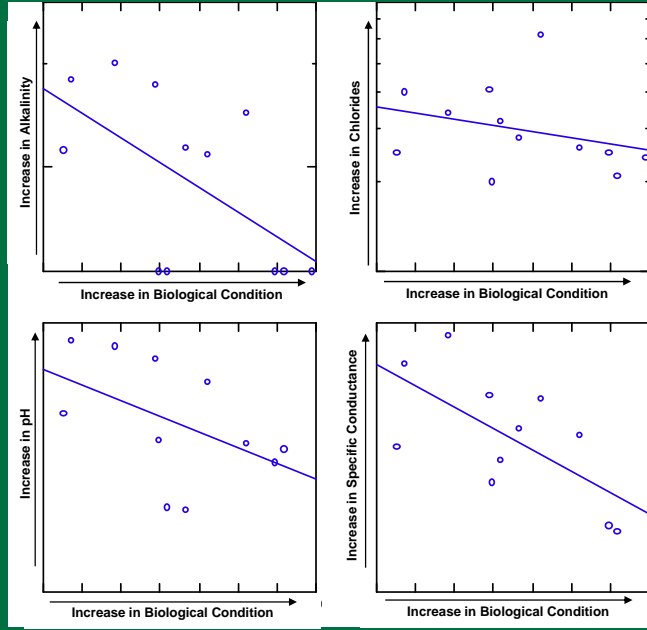 Increase in Alkalinity
Increase in Biological Condition
Increase in Chlorides
Increase in Biological Condition
Increase in pH
Increase in Biological Condition
Increase in Specific Conductance
Increase in Biological Condition